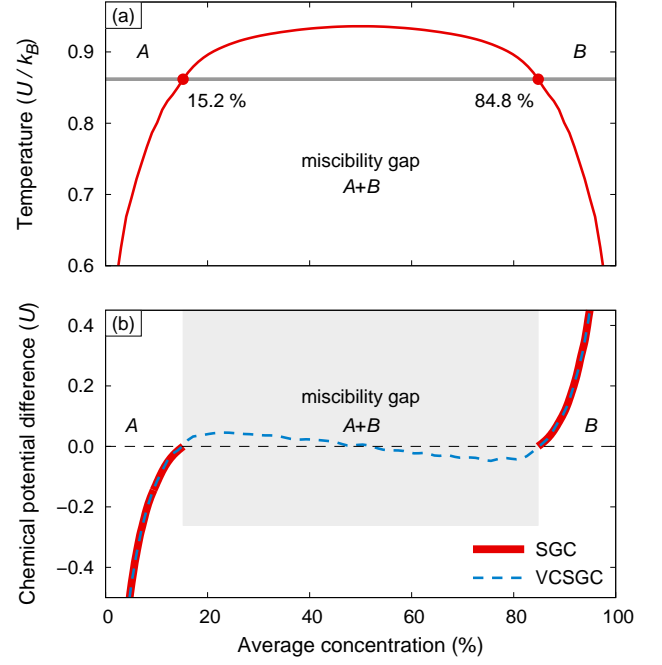 (a)
A
B
0.9
0.8
0.7
0.6
Temperature (U / kB)
15.2 %
84.8 %
miscibility gap
A+B
(b)
0.4
0.2
0.0
−0.2
−0.4
Chemical potential difference (U)
miscibility gap
A
A+B
B
SGC
VCSGC
0
20
40
60
80
100
Average concentration (%)